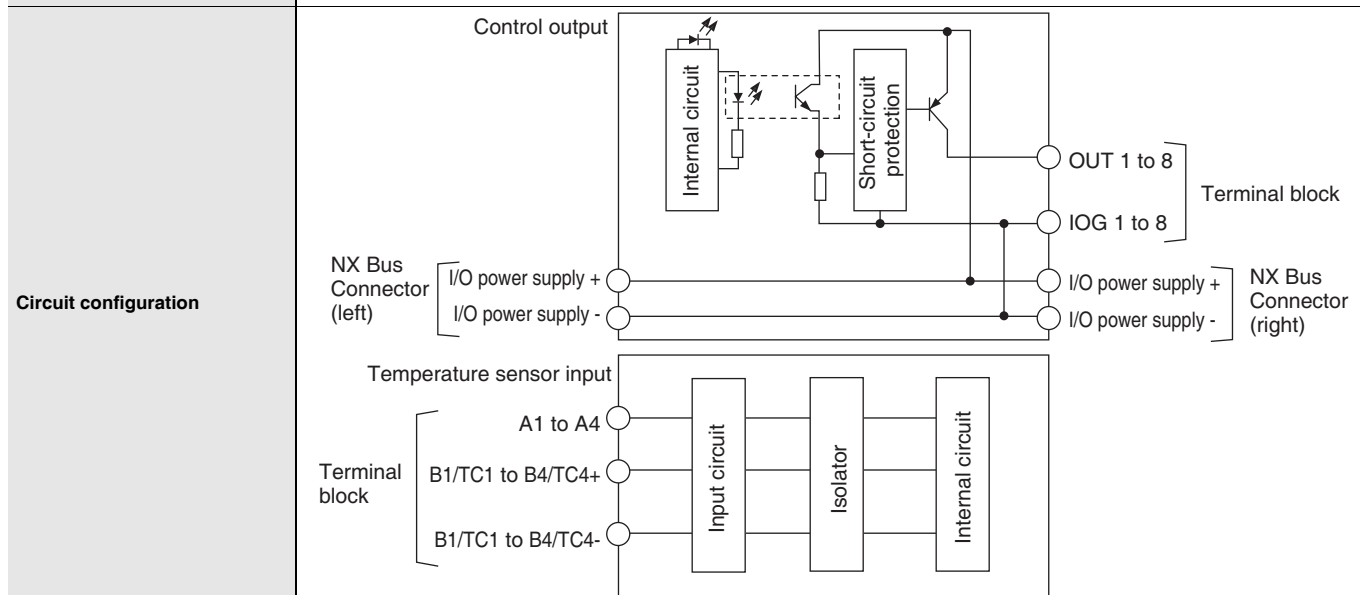 Circuit configuration
Control output
Internal circuit
Short-circuit
protection
OUT 1 to 8
IOG 1 to 8
Terminal block
NX Bus
Connector
(left)
I/O power supply +
I/O power supply -
I/O power supply +
I/O power supply -
NX Bus
Connector
(right)
Temperature sensor input
Terminal
block
A1 to A4
B1/TC1 to B4/TC4+
B1/TC1 to B4/TC4-
Input circuit
Isolator
Internal circuit